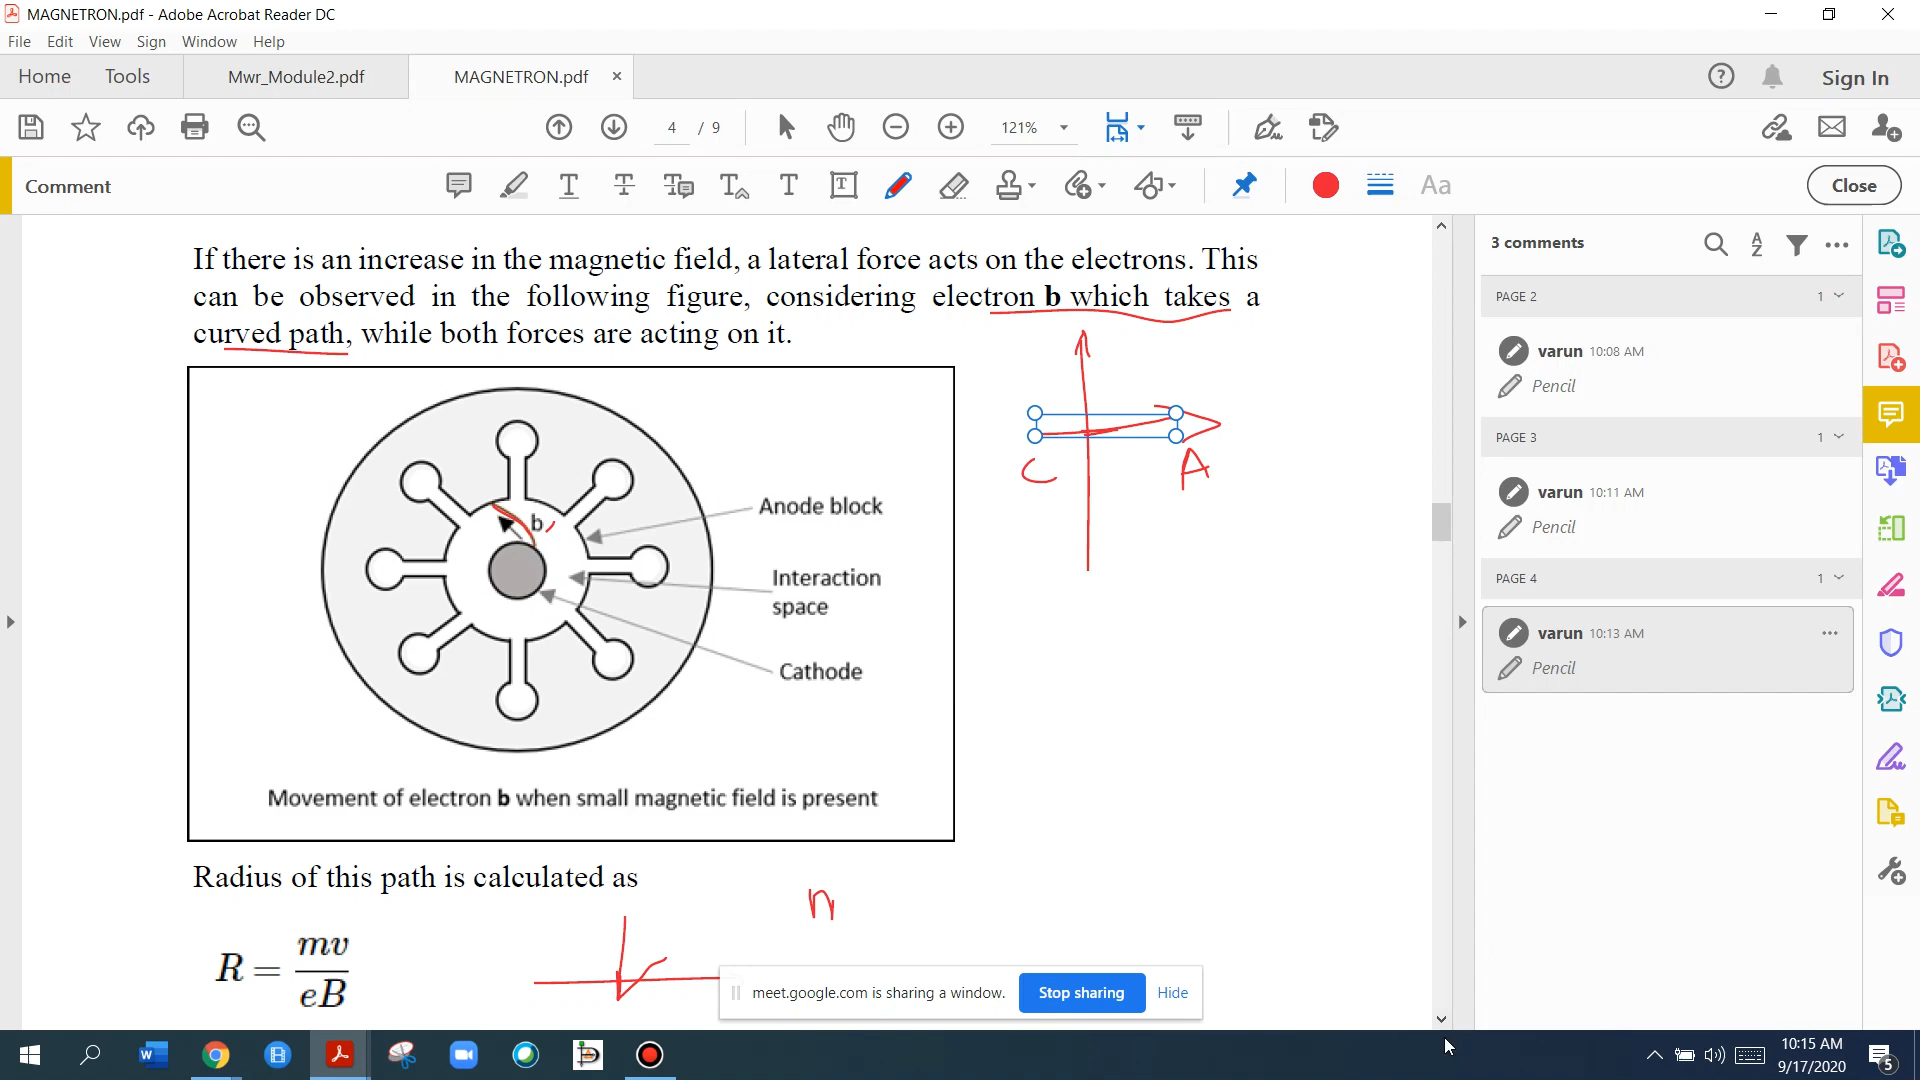 MAGNETRON.pdf - Adobe Acrobat Reader DC
File Edit View Sign Window Help
Home Tools Mwr_Module2.pdf MAGNETRON.pdf × Sign In
4 / 9 121%
Comment Aa Close
If there is an increase in the magnetic field, a lateral force acts on the electrons. This
can be observed in the following figure, considering electron b which takes a
curved path, while both forces are acting on it.
C A
b
Anode block
Interaction
space
Cathode
Movement of electron b when small magnetic field is present
Radius of this path is calculated as
n
R = mv
eB
meet.google.com is sharing a window. Stop sharing Hide
3 comments
PAGE 2 1
varun 10:08 AM
Pencil
PAGE 3 1
varun 10:11 AM
Pencil
PAGE 4 1
varun 10:13 AM
Pencil
10:15 AM
9/17/2020
5